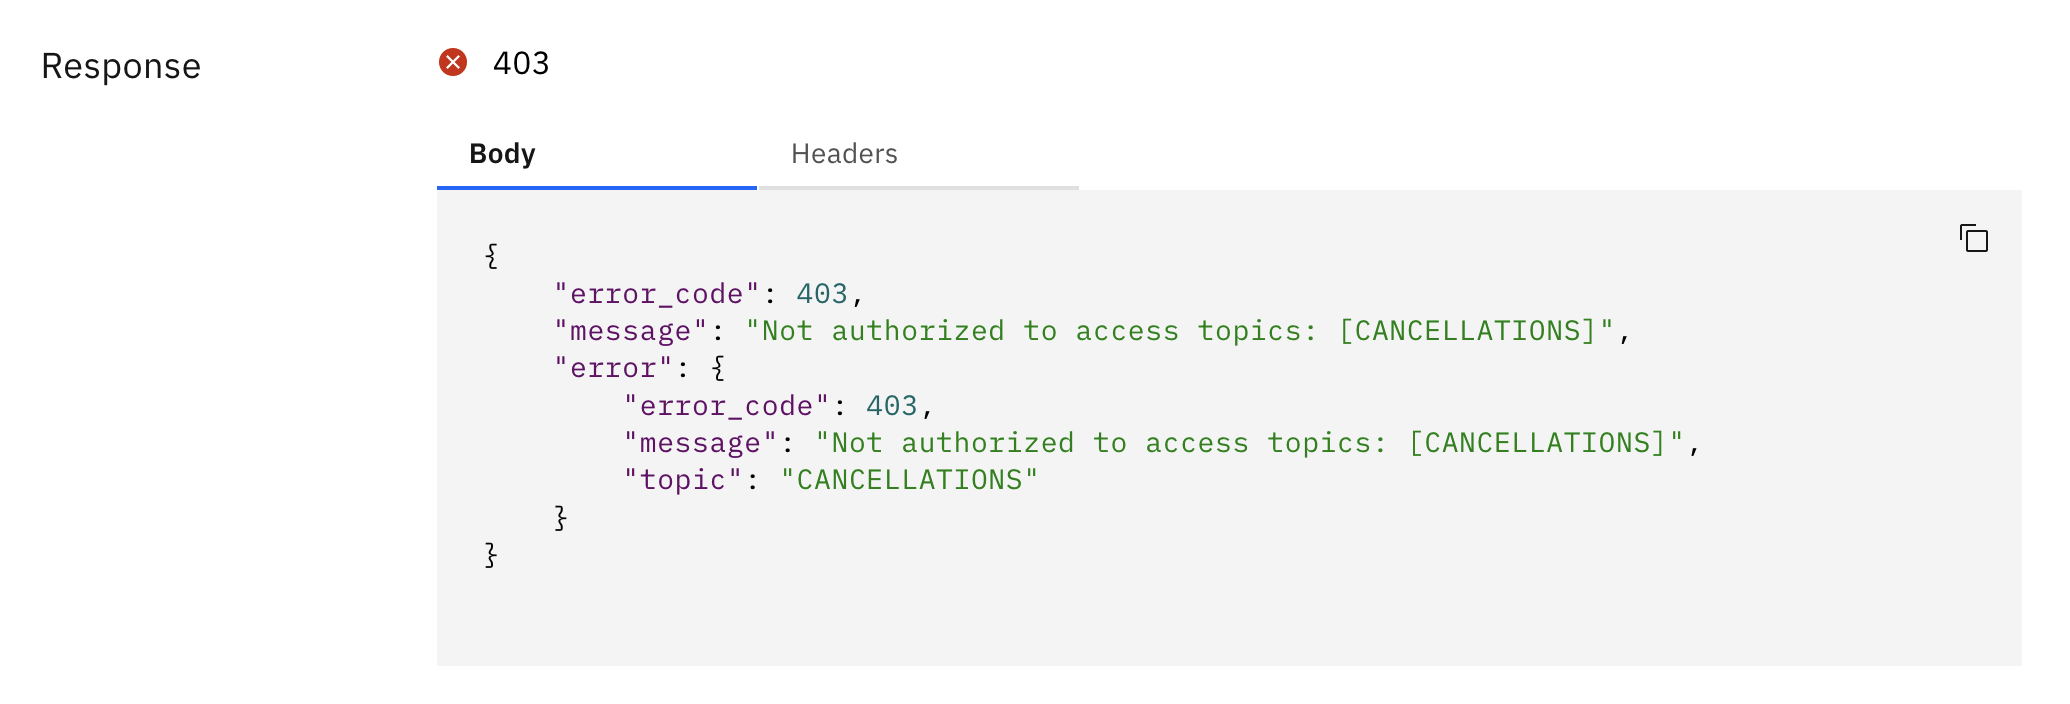 Response
403
Body
Headers
{
"error_code": 403,
"message": "Not authorized to access topics: [CANCELLATIONS]",
"error": {
"error_code": 403,
"message": "Not authorized to access topics: [CANCELLATIONS]",
"topic": "CANCELLATIONS"
}
}